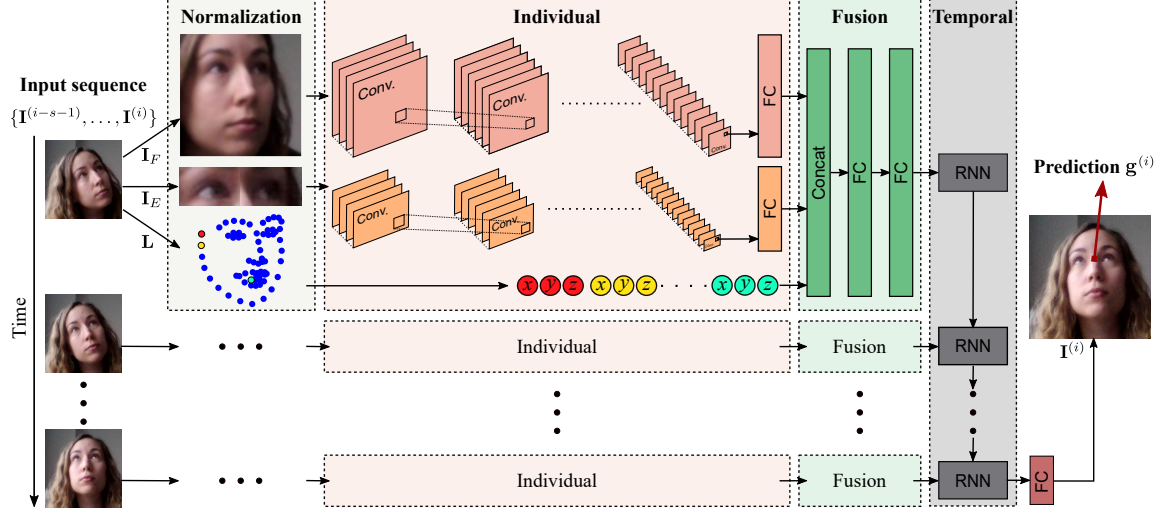 Normalization
Individual
Fusion
Temporal
Input sequence
{I^{(i-s-1)}, ..., I^{(i)}}
I_F
I_E
L
Time
Conv.
Conv.
Conv.
FC
Conv.
Conv.
FC
x y z x y z x y z
Concat
FC
FC
RNN
Prediction g^{(i)}
I^{(i)}
Individual
Fusion
RNN
Individual
Fusion
RNN
FC